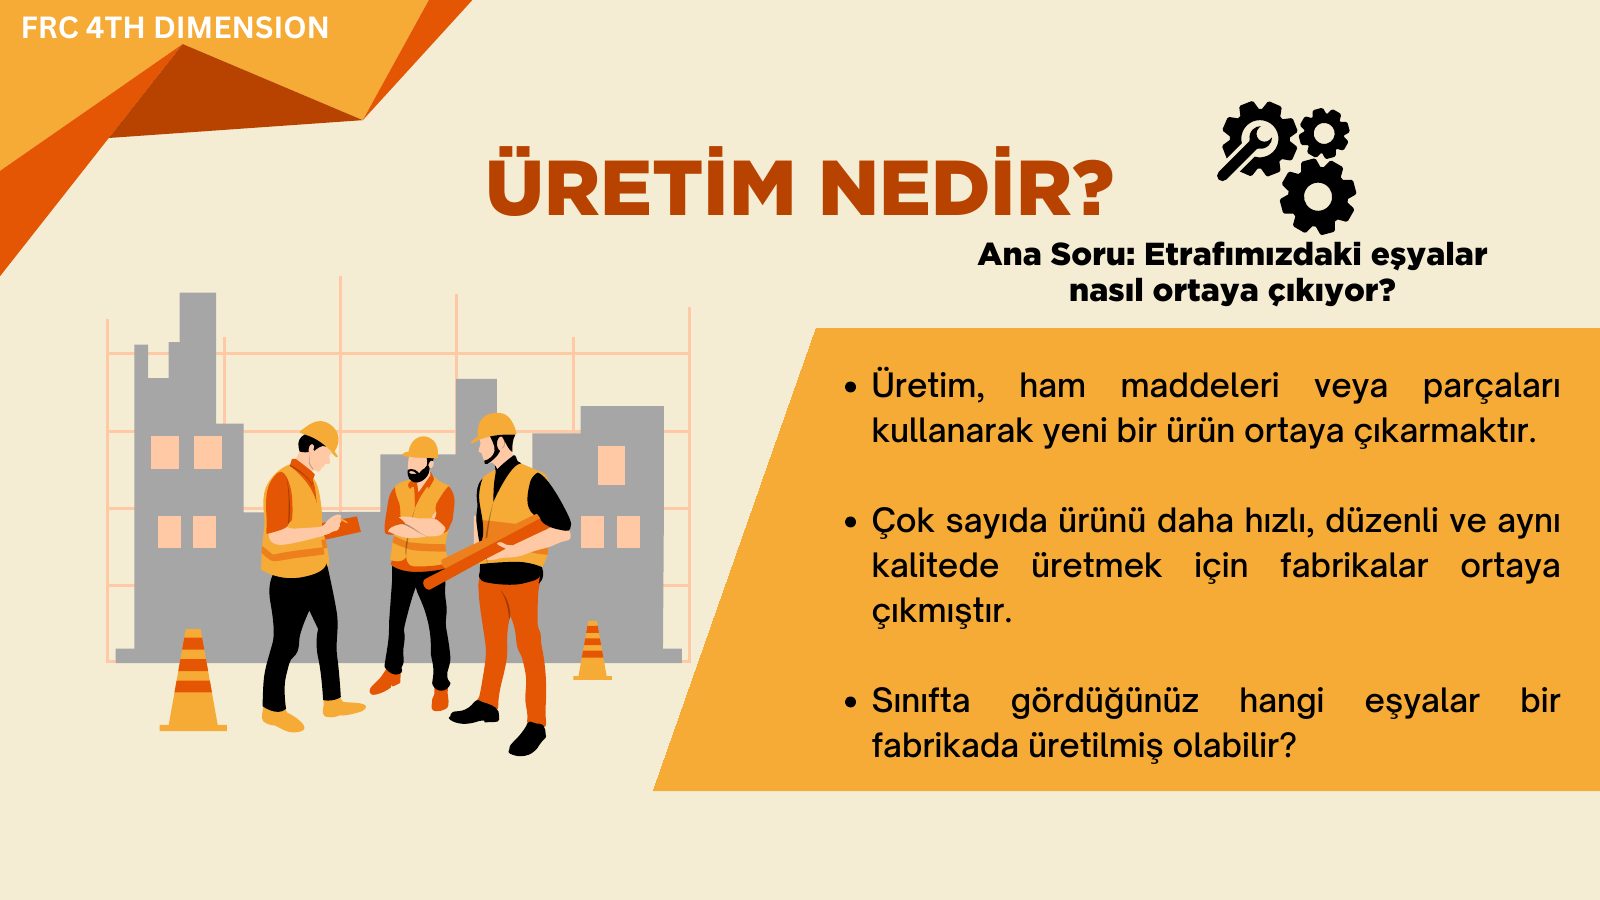 FRC 4TH DIMENSION
ÜRETİM NEDİR?
Ana Soru: Etrafımızdaki eşyalar
nasıl ortaya çıkıyor?
• Üretim, ham maddeleri veya parçaları
kullanarak yeni bir ürün ortaya çıkarmaktır.
• Çok sayıda ürünü daha hızlı, düzenli ve aynı
kalitede üretmek için fabrikalar ortaya
çıkmıştır.
• Sınıfta gördüğünüz hangi eşyalar bir
fabrikada üretilmiş olabilir?